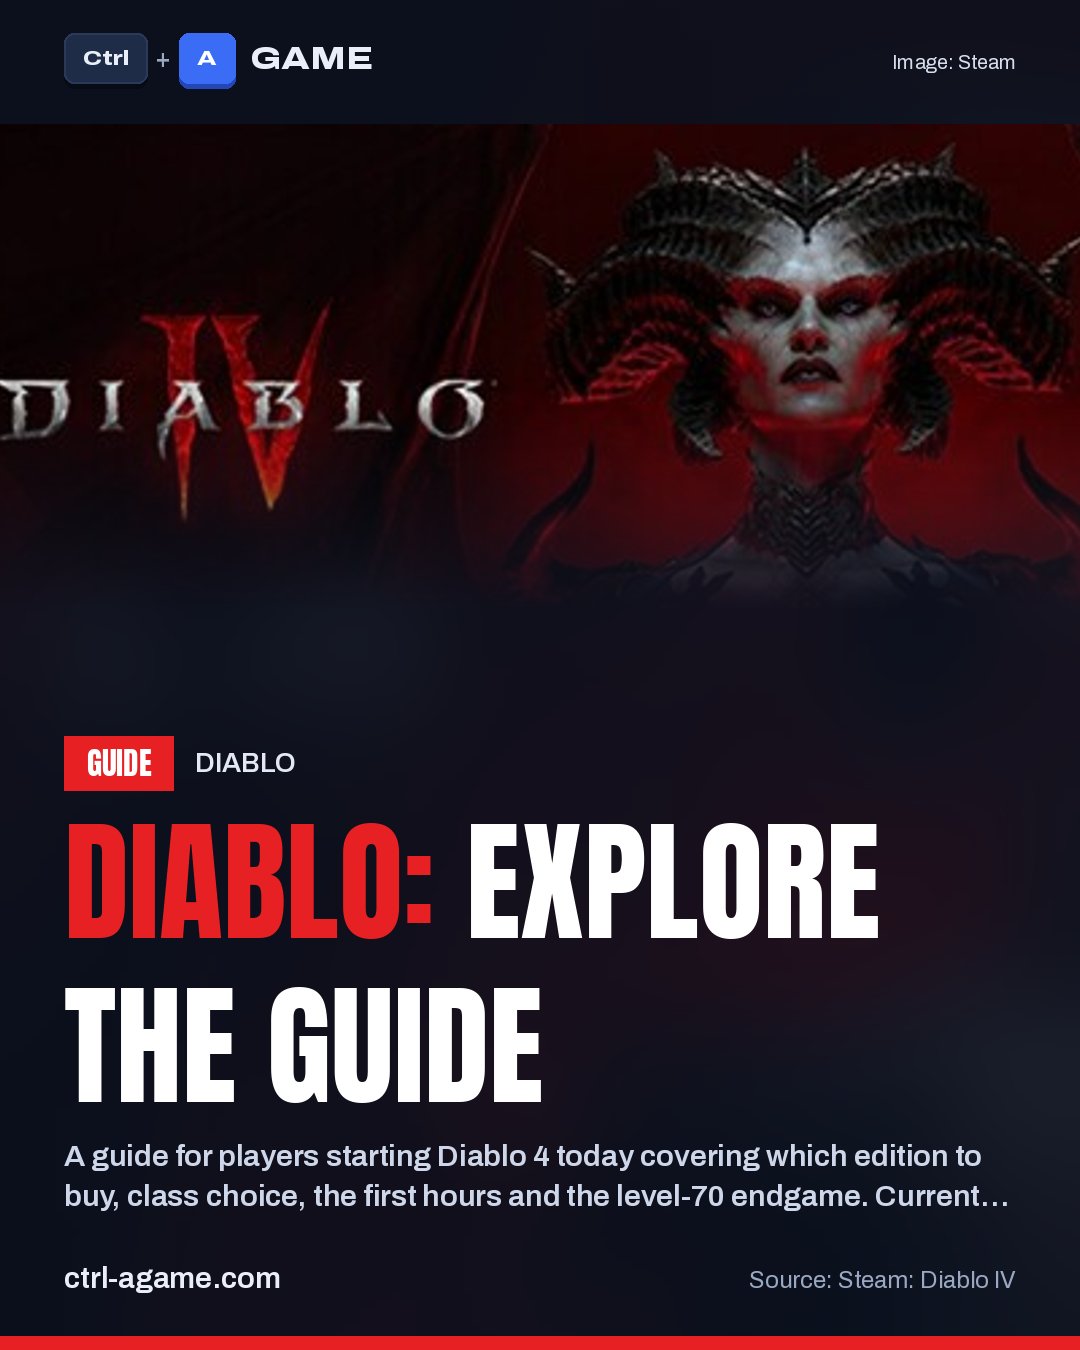 Ctrl + A GAME
Image: Steam
DIABLO
IV
GUIDE DIABLO
DIABLO: EXPLORE
THE GUIDE
A guide for players starting Diablo 4 today covering which edition to
buy, class choice, the first hours and the level-70 endgame. Current...
ctrl-agame.com
Source: Steam: Diablo IV